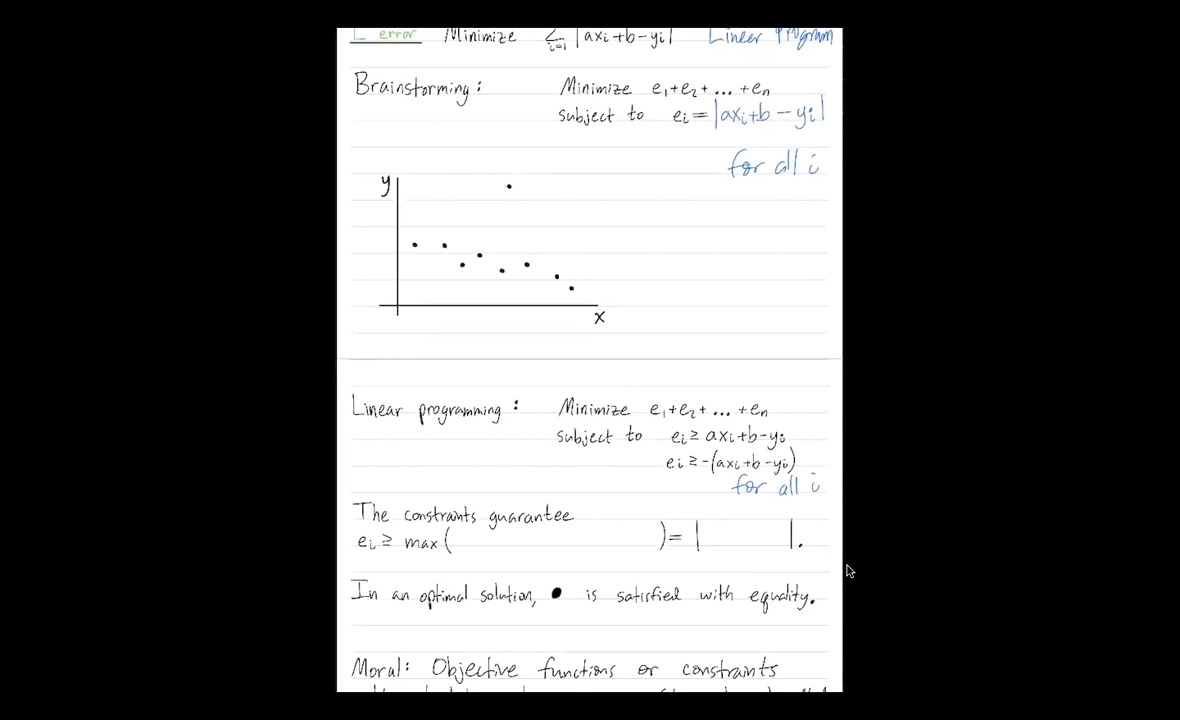 L error Minimize Σ i=1 |axi+b-yi| Linear Program
Brainstorming: Minimize e1+e2+...+en
subject to ei=|axi+b-yi|
for all i
y
x
Linear programming: Minimize e1+e2+...+en
subject to ei≥axi+b-yi
ei≥-(axi+b-yi)
for all i
The constraints guarantee
ei≥ max( )=| |.
In an optimal solution, ● is satisfied with equality.
Moral: Objective functions or constraints